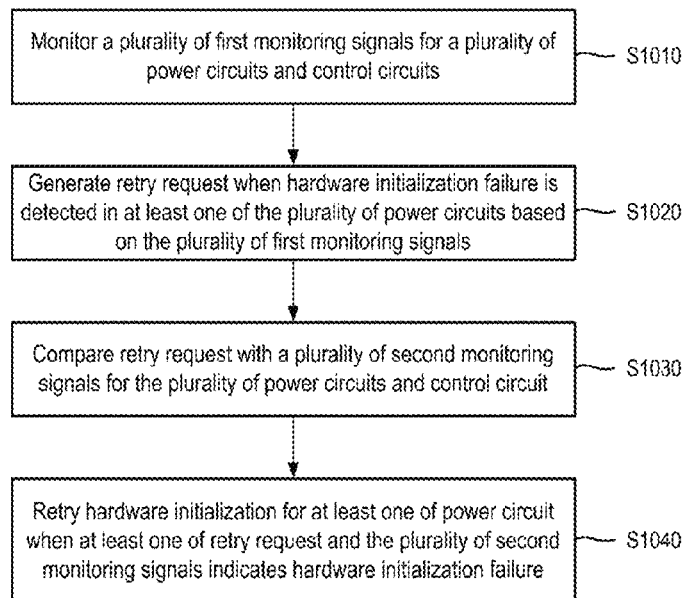 Monitor a plurality of first monitoring signals for a plurality of
power circuits and control circuits
S1010
Generate retry request when hardware initialization failure is
detected in at least one of the plurality of power circuits based
on the plurality of first monitoring signals
S1020
Compare retry request with a plurality of second monitoring
signals for the plurality of power circuits and control circuit
S1030
Retry hardware initialization for at least one of power circuit
when at least one of retry request and the plurality of second
monitoring signals indicates hardware initialization failure
S1040